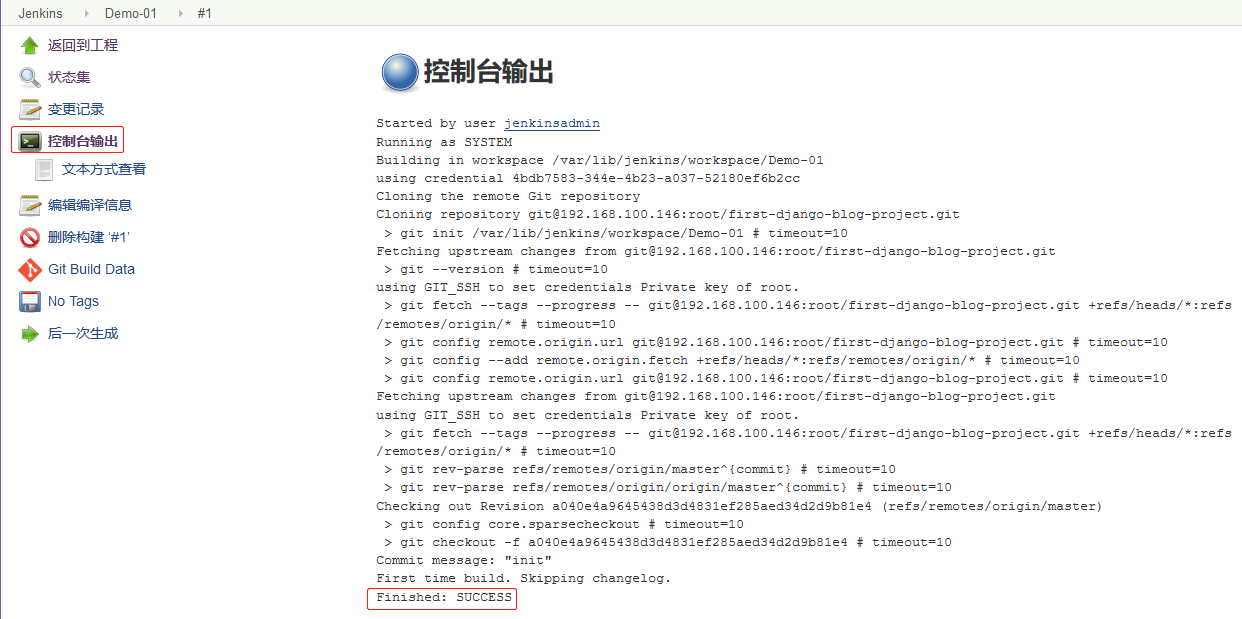 Jenkins Demo-01 #1
返回到工程
状态集
变更记录
控制台输出
文本方式查看
编辑编译信息
删除构建 ‘#1’
Git Build Data
No Tags
后一次生成
控制台输出
Started by user jenkinsadmin
Running as SYSTEM
Building in workspace /var/lib/jenkins/workspace/Demo-01
using credential 4bdb7583-344e-4b23-a037-52180ef6b2cc
Cloning the remote Git repository
Cloning repository git@192.168.100.146:root/first-django-blog-project.git
 > git init /var/lib/jenkins/workspace/Demo-01 # timeout=10
Fetching upstream changes from git@192.168.100.146:root/first-django-blog-project.git
 > git --version # timeout=10
using GIT_SSH to set credentials Private key of root.
 > git fetch --tags --progress -- git@192.168.100.146:root/first-django-blog-project.git +refs/heads/*:refs
/remotes/origin/* # timeout=10
 > git config remote.origin.url git@192.168.100.146:root/first-django-blog-project.git # timeout=10
 > git config --add remote.origin.fetch +refs/heads/*:refs/remotes/origin/* # timeout=10
 > git config remote.origin.url git@192.168.100.146:root/first-django-blog-project.git # timeout=10
Fetching upstream changes from git@192.168.100.146:root/first-django-blog-project.git
using GIT_SSH to set credentials Private key of root.
 > git fetch --tags --progress -- git@192.168.100.146:root/first-django-blog-project.git +refs/heads/*:refs
/remotes/origin/* # timeout=10
 > git rev-parse refs/remotes/origin/master^{commit} # timeout=10
 > git rev-parse refs/remotes/origin/origin/master^{commit} # timeout=10
Checking out Revision a040e4a9645438d3d4831ef285aed34d2d9b81e4 (refs/remotes/origin/master)
 > git config core.sparsecheckout # timeout=10
 > git checkout -f a040e4a9645438d3d4831ef285aed34d2d9b81e4 # timeout=10
Commit message: "init"
First time build. Skipping changelog.
Finished: SUCCESS